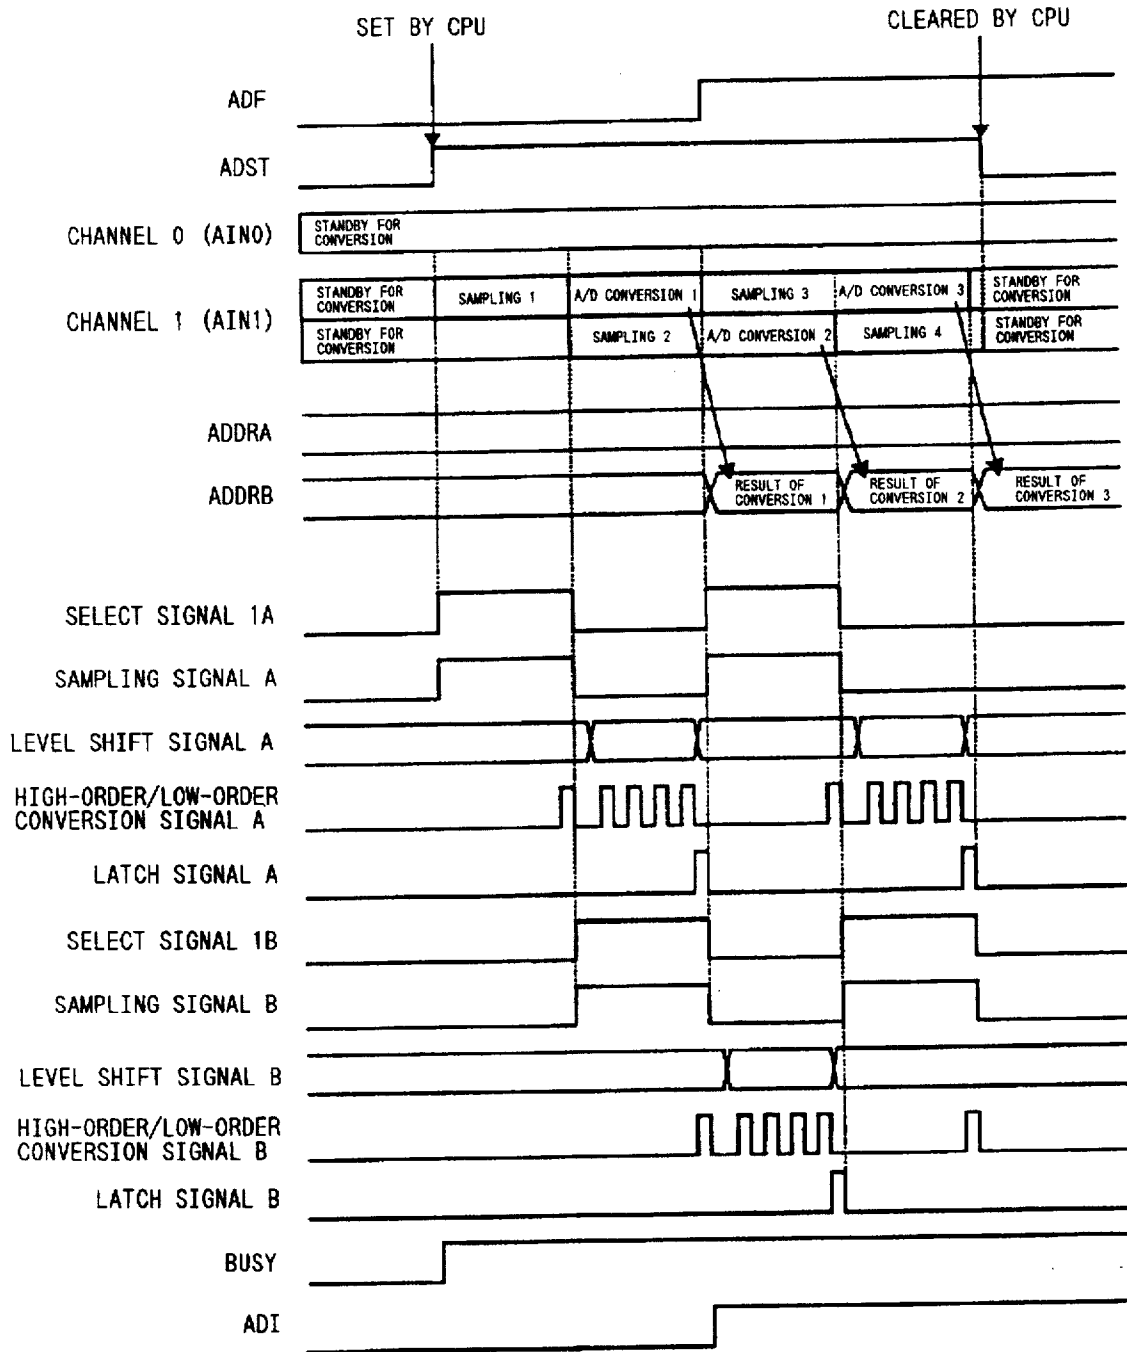 SET BY CPU
CLEARED BY CPU
ADF
ADST
CHANNEL 0 (AIN0)
STANDBY FOR
CONVERSION
CHANNEL 1 (AIN1)
STANDBY FOR
CONVERSION
SAMPLING 1
A/D CONVERSION 1
SAMPLING 3
A/D CONVERSION 3
STANDBY FOR
CONVERSION
STANDBY FOR
CONVERSION
SAMPLING 2
A/D CONVERSION 2
SAMPLING 4
STANDBY FOR
CONVERSION
ADDRA
ADDRB
RESULT OF
CONVERSION 1
RESULT OF
CONVERSION 2
RESULT OF
CONVERSION 3
SELECT SIGNAL 1A
SAMPLING SIGNAL A
LEVEL SHIFT SIGNAL A
HIGH-ORDER/LOW-ORDER
CONVERSION SIGNAL A
LATCH SIGNAL A
SELECT SIGNAL 1B
SAMPLING SIGNAL B
LEVEL SHIFT SIGNAL B
HIGH-ORDER/LOW-ORDER
CONVERSION SIGNAL B
LATCH SIGNAL B
BUSY
ADI